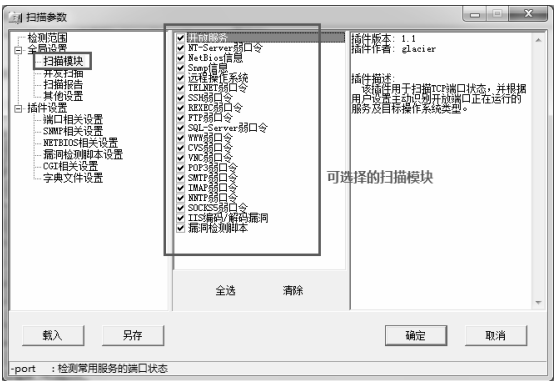 扫描参数
检测范围
全局设置
扫描模块
并发扫描
扫描报告
其他设置
插件设置
端口相关设置
SNMP相关设置
NETBIOS相关设置
漏洞检测脚本设置
CGI相关设置
字典文件设置
开放服务
NT-Server弱口令
NetBios信息
Snmp信息
远程操作系统
TELNET弱口令
SSH弱口令
REXEC弱口令
FTP弱口令
SQL-Server弱口令
WWW弱口令
CVS弱口令
VNC弱口令
POP3弱口令
SMTP弱口令
IMAP弱口令
NNTP弱口令
SOCKS5弱口令
IIS编码/解码漏洞
漏洞检测脚本
全选
清除
插件版本: 1.1
插件作者: glacier
插件描述:
该插件用于扫描TCP端口状态，并根据
用户设置主动识别开放端口正在运行的
服务及目标操作系统类型。
可选择的扫描模块
载入
另存
确定
取消
-port : 检测常用服务的端口状态